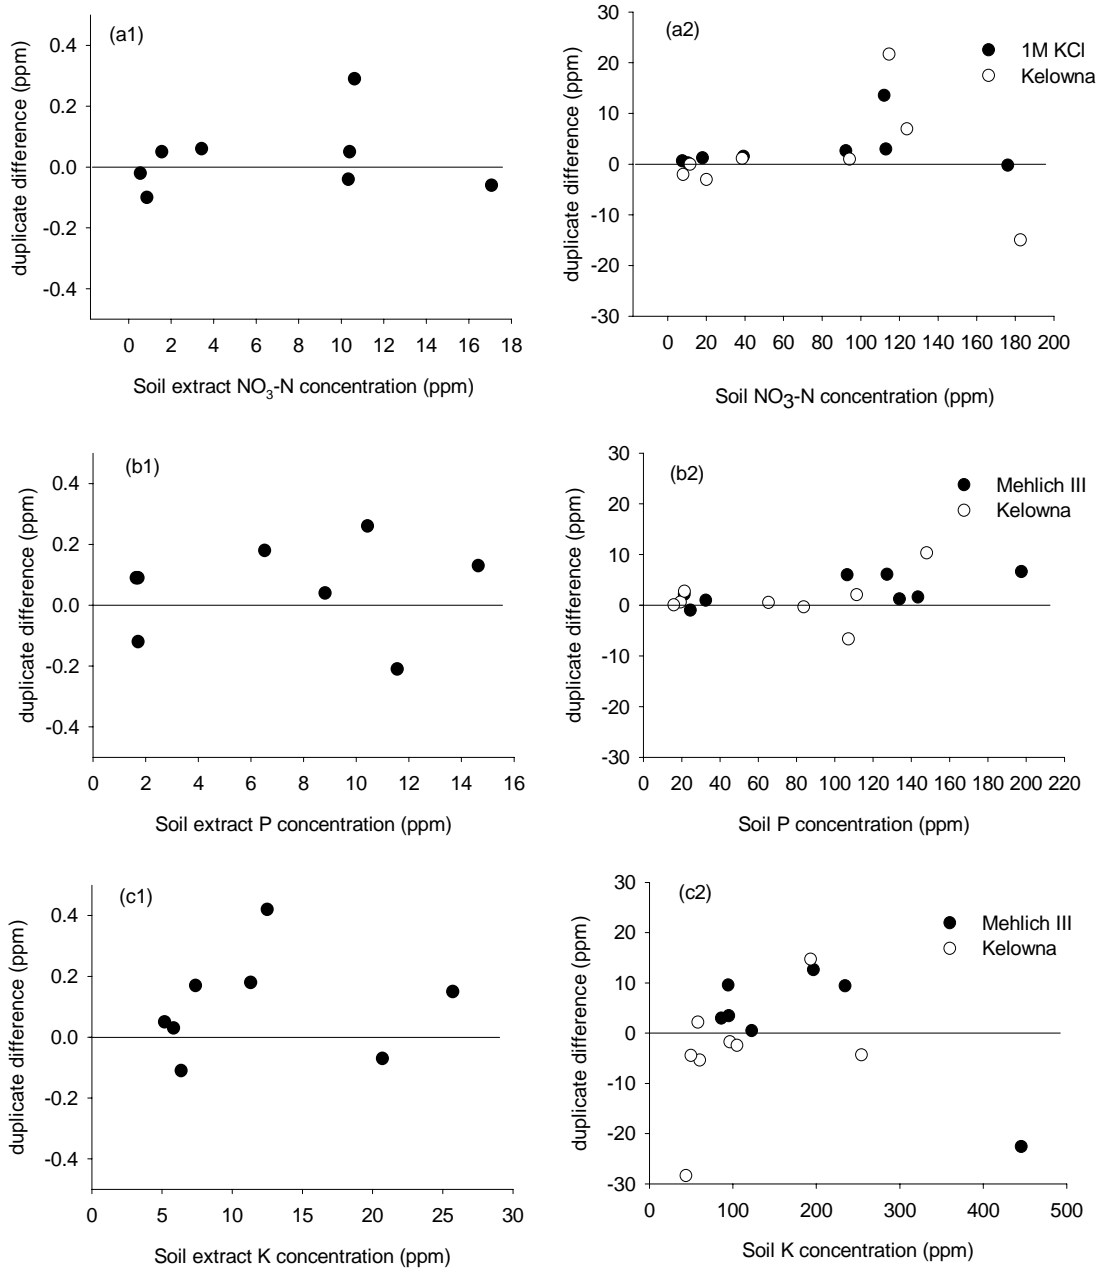 (a1)
0.4
0.2
0.0
-0.2
-0.4
duplicate difference (ppm)
0 2 4 6 8 10 12 14 16 18
Soil extract NO3-N concentration (ppm)
(a2)
1M KCl
Kelowna
30
20
10
0
-10
-20
-30
duplicate difference (ppm)
0 20 40 60 80 100 120 140 160 180 200
Soil NO3-N concentration (ppm)
(b1)
0.4
0.2
0.0
-0.2
-0.4
duplicate difference (ppm)
0 2 4 6 8 10 12 14 16
Soil extract P concentration (ppm)
(b2)
Mehlich III
Kelowna
30
20
10
0
-10
-20
-30
duplicate difference (ppm)
0 20 40 60 80 100 120 140 160 180 200 220
Soil P concentration (ppm)
(c1)
0.4
0.2
0.0
-0.2
-0.4
duplicate difference (ppm)
0 5 10 15 20 25 30
Soil extract K concentration (ppm)
(c2)
Mehlich III
Kelowna
30
20
10
0
-10
-20
-30
duplicate difference (ppm)
0 100 200 300 400 500
Soil K concentration (ppm)